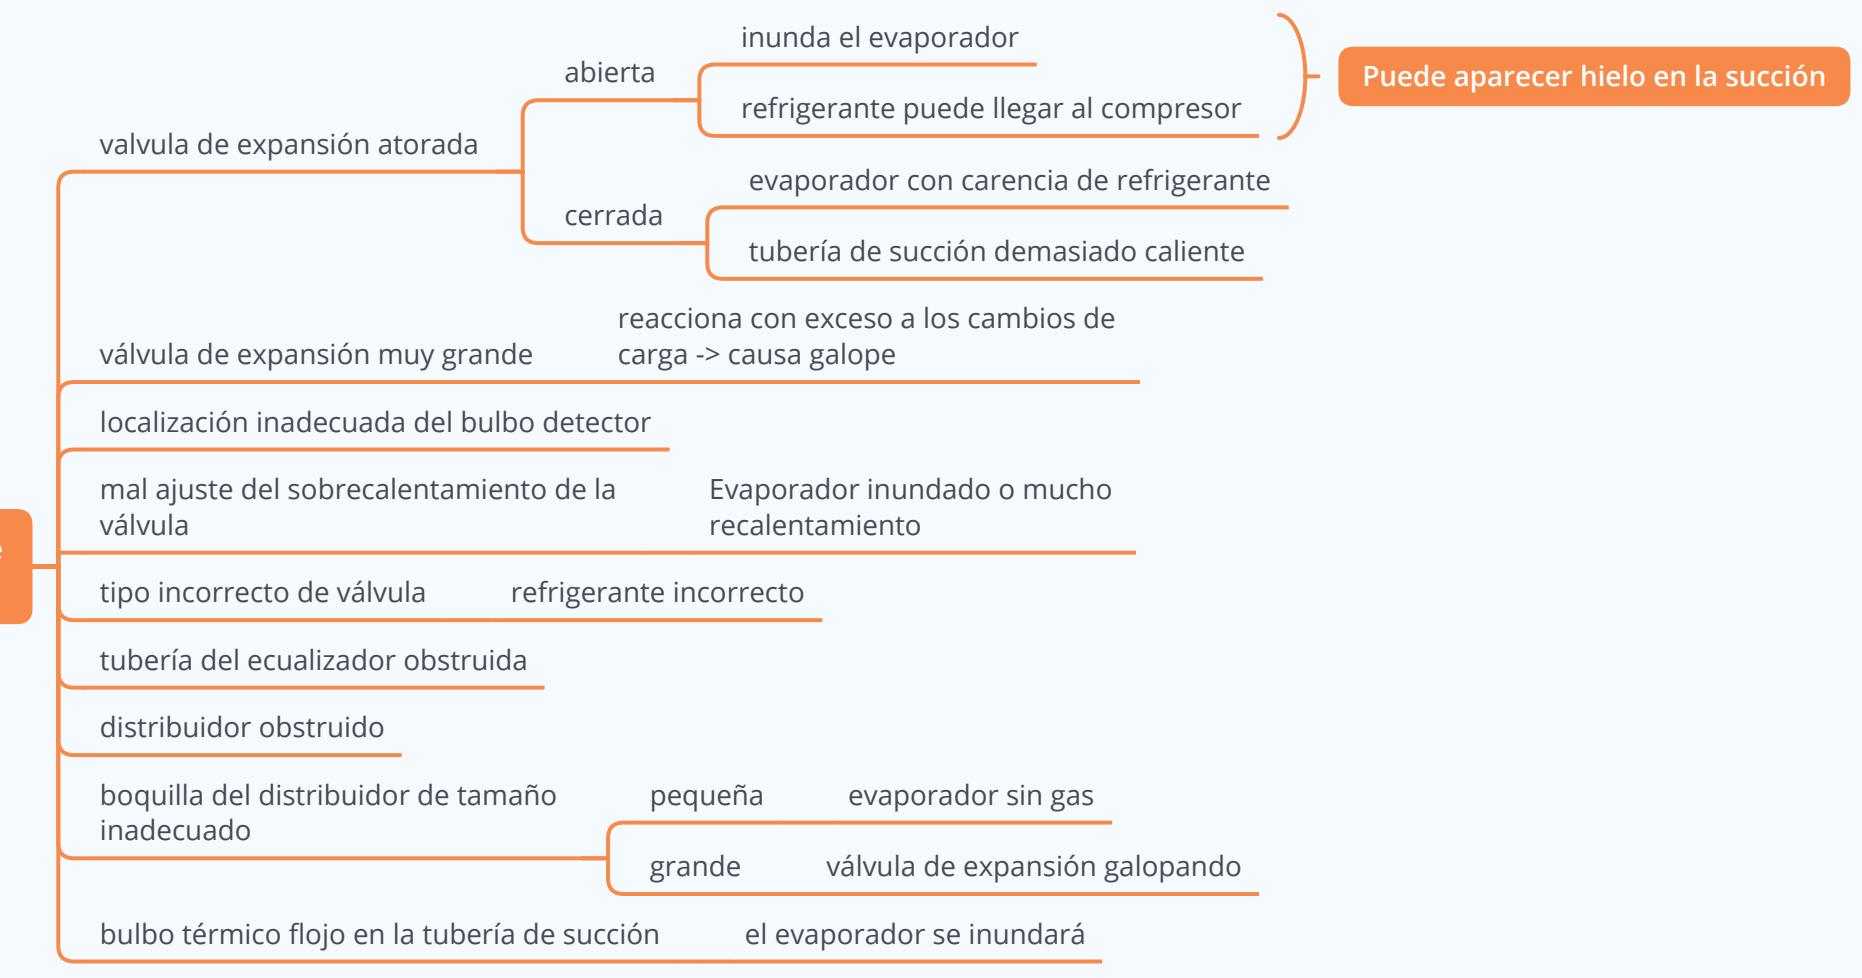 inunda el evaporador
abierta
refrigerante puede llegar al compresor
Puede aparecer hielo en la succión
valvula de expansión atorada
evaporador con carencia de refrigerante
cerrada
tubería de succión demasiado caliente
válvula de expansión muy grande
reacciona con exceso a los cambios de
carga -> causa galope
localización inadecuada del bulbo detector
mal ajuste del sobrecalentamiento de la
válvula
Evaporador inundado o mucho
recalentamiento
tipo incorrecto de válvula
refrigerante incorrecto
tubería del ecualizador obstruida
distribuidor obstruido
boquilla del distribuidor de tamaño
inadecuado
pequeña
evaporador sin gas
grande
válvula de expansión galopando
bulbo térmico flojo en la tubería de succión
el evaporador se inundará